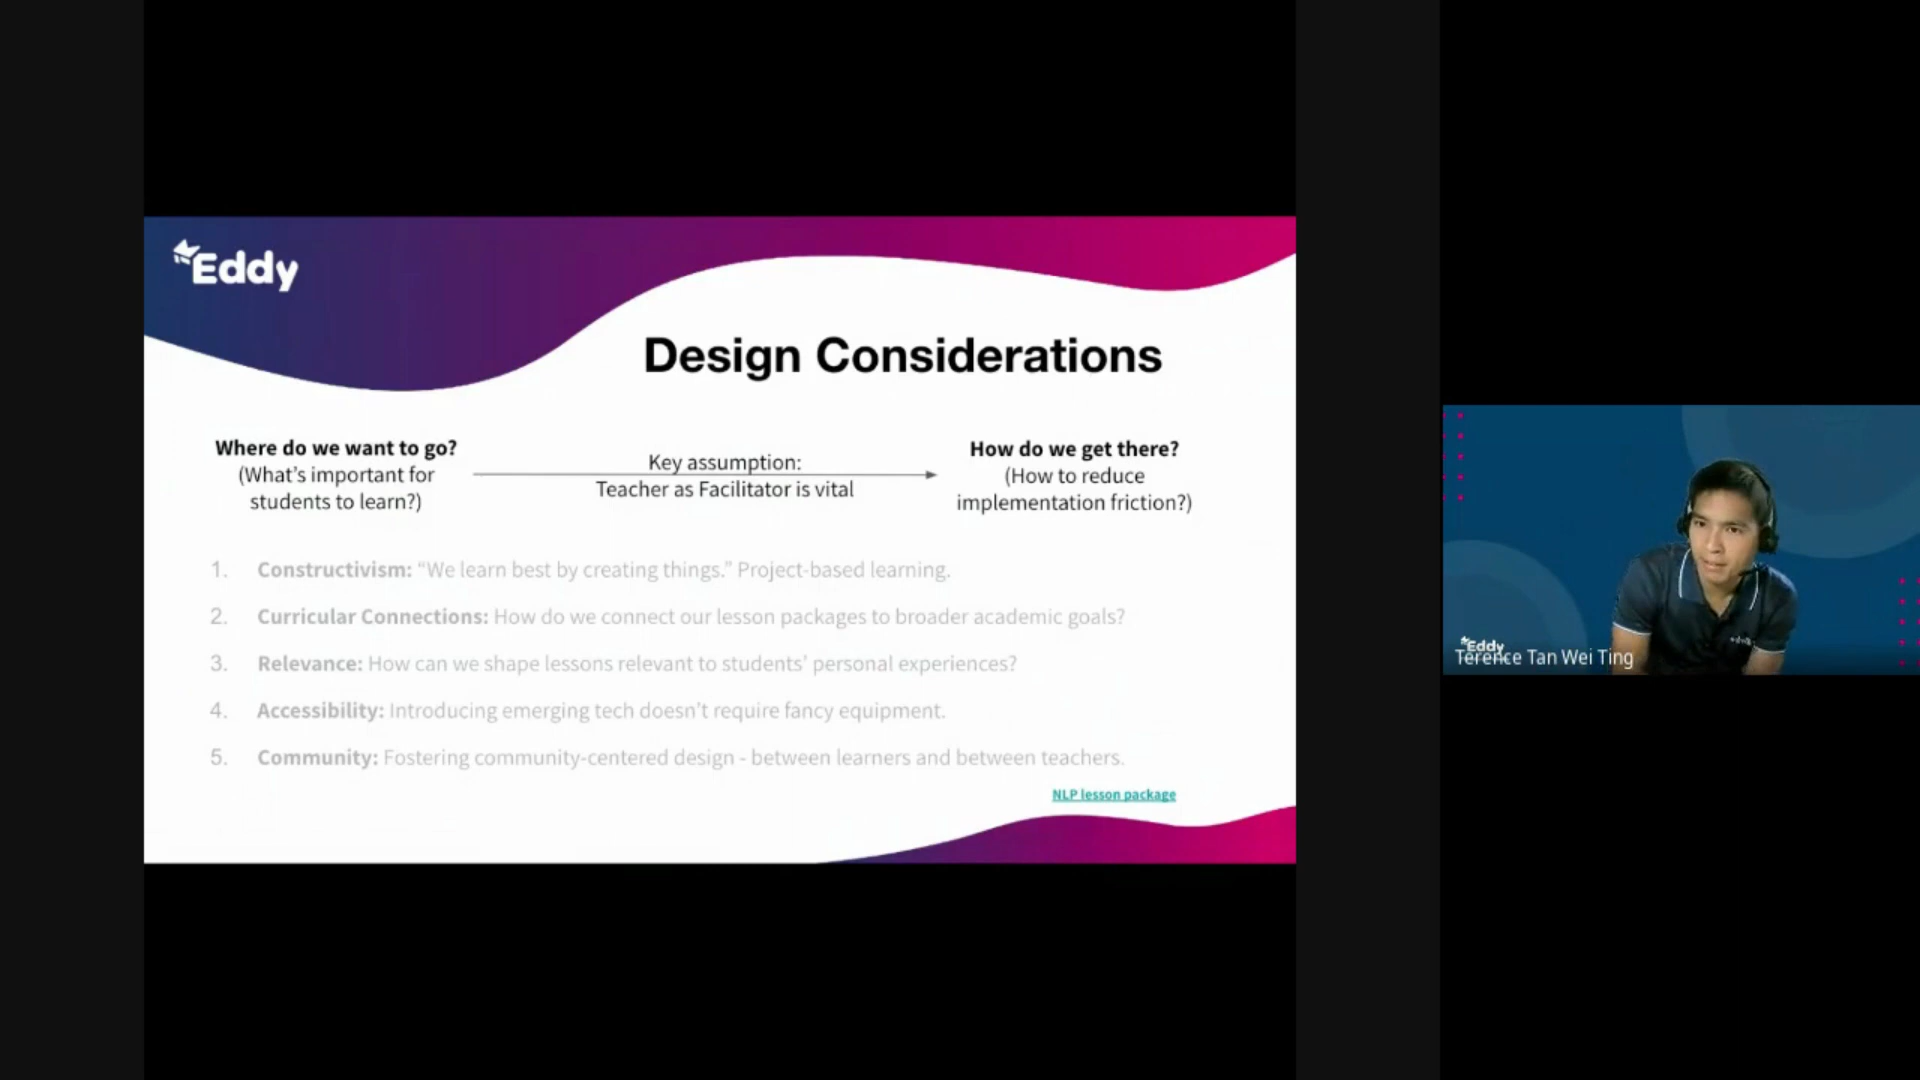 Eddy
Design Considerations
Where do we want to go?
(What's important for
students to learn?)
Key assumption:
Teacher as Facilitator is vital
How do we get there?
(How to reduce
implementation friction?)
1. Constructivism: “We learn best by creating things.” Project-based learning.
2. Curricular Connections: How do we connect our lesson packages to broader academic goals?
3. Relevance: How can we shape lessons relevant to students’ personal experiences?
4. Accessibility: Introducing emerging tech doesn’t require fancy equipment.
5. Community: Fostering community-centered design - between learners and between teachers.
NLP lesson package
Eddy
Terence Tan Wei Ting